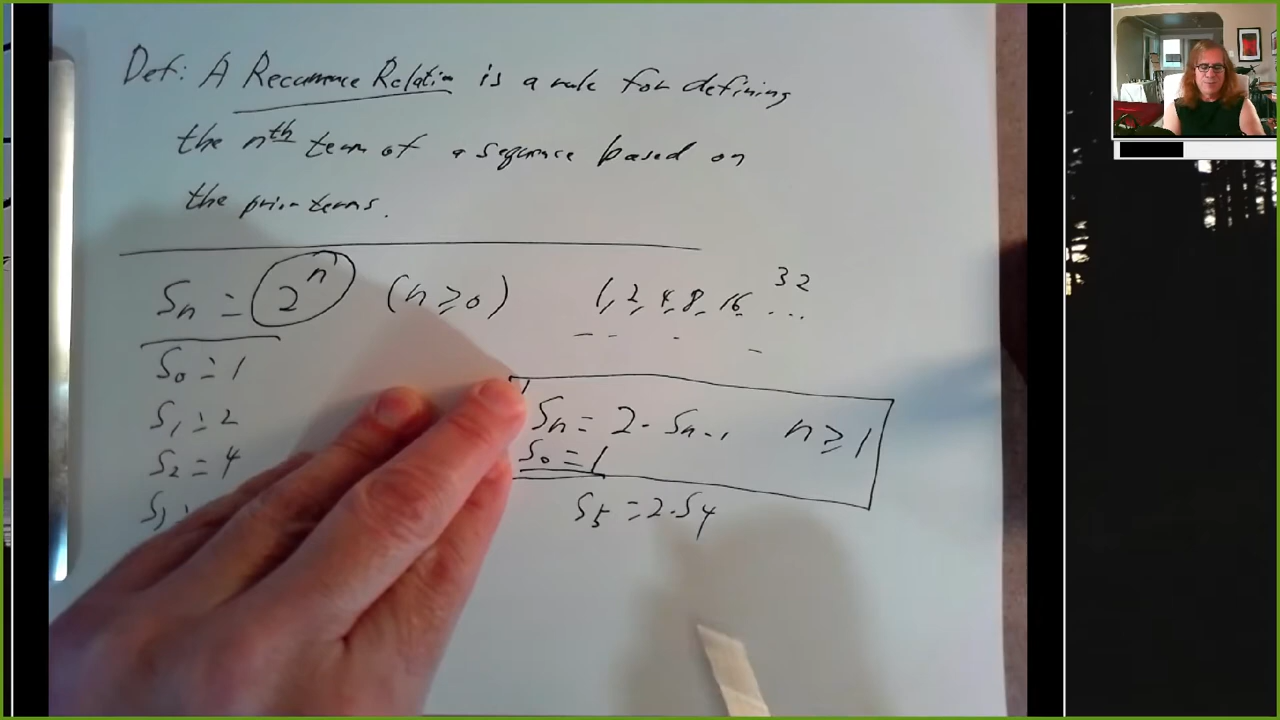 Def: A Recurrence Relation is a rule for defining
the nth term of a sequence based on
the prior terms.
Sn = 2^n (n ≥ 0) 1, 2, 4, 8, 16, ... 32
S0 = 1
S1 = 2
S2 = 4
Sn = 2 · Sn-1 n ≥ 1
S0 = 1
S5 = 2 · S4